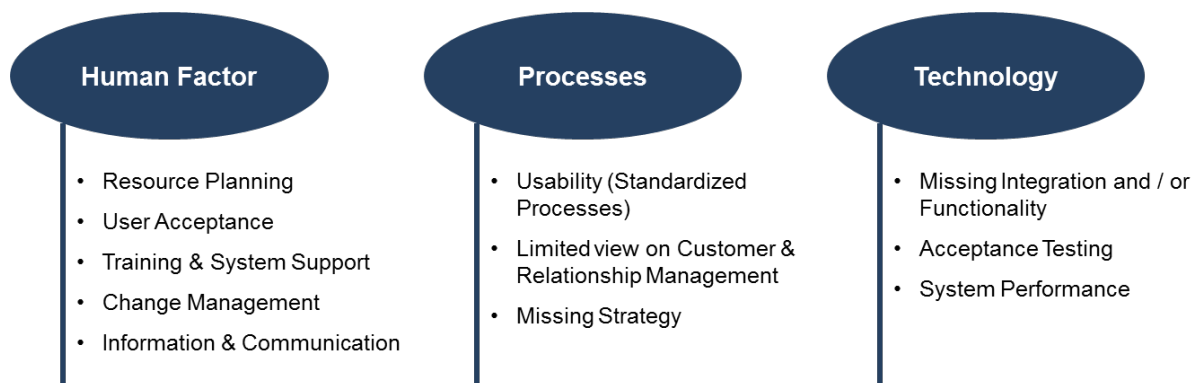 Human Factor
• Resource Planning
• User Acceptance
• Training & System Support
• Change Management
• Information & Communication
Processes
• Usability (Standardized
Processes)
• Limited view on Customer &
Relationship Management
• Missing Strategy
Technology
• Missing Integration and / or
Functionality
• Acceptance Testing
• System Performance